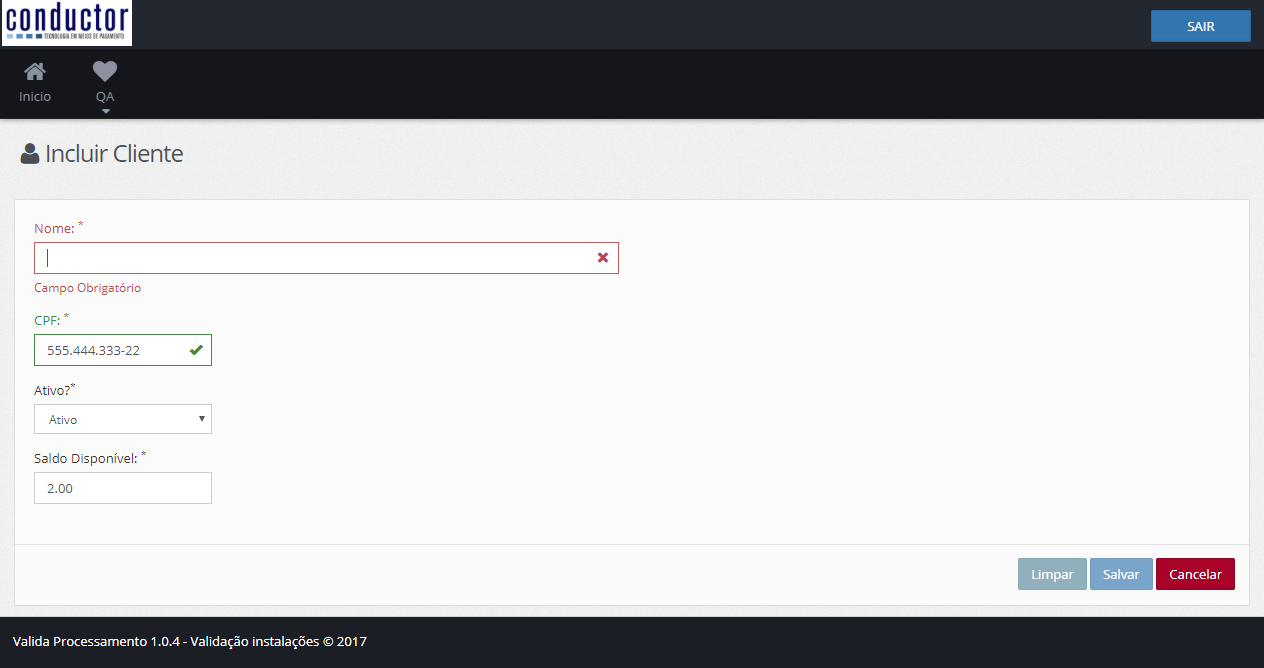 conductor
TECNOLOGIA EM MEIOS DE PAGAMENTO
SAIR
Inicio
QA
Incluir Cliente
Nome: *
Campo Obrigatório
CPF: *
555.444.333-22
Ativo?*
Ativo
Saldo Disponível: *
2.00
Limpar
Salvar
Cancelar
Valida Processamento 1.0.4 - Validação instalações © 2017